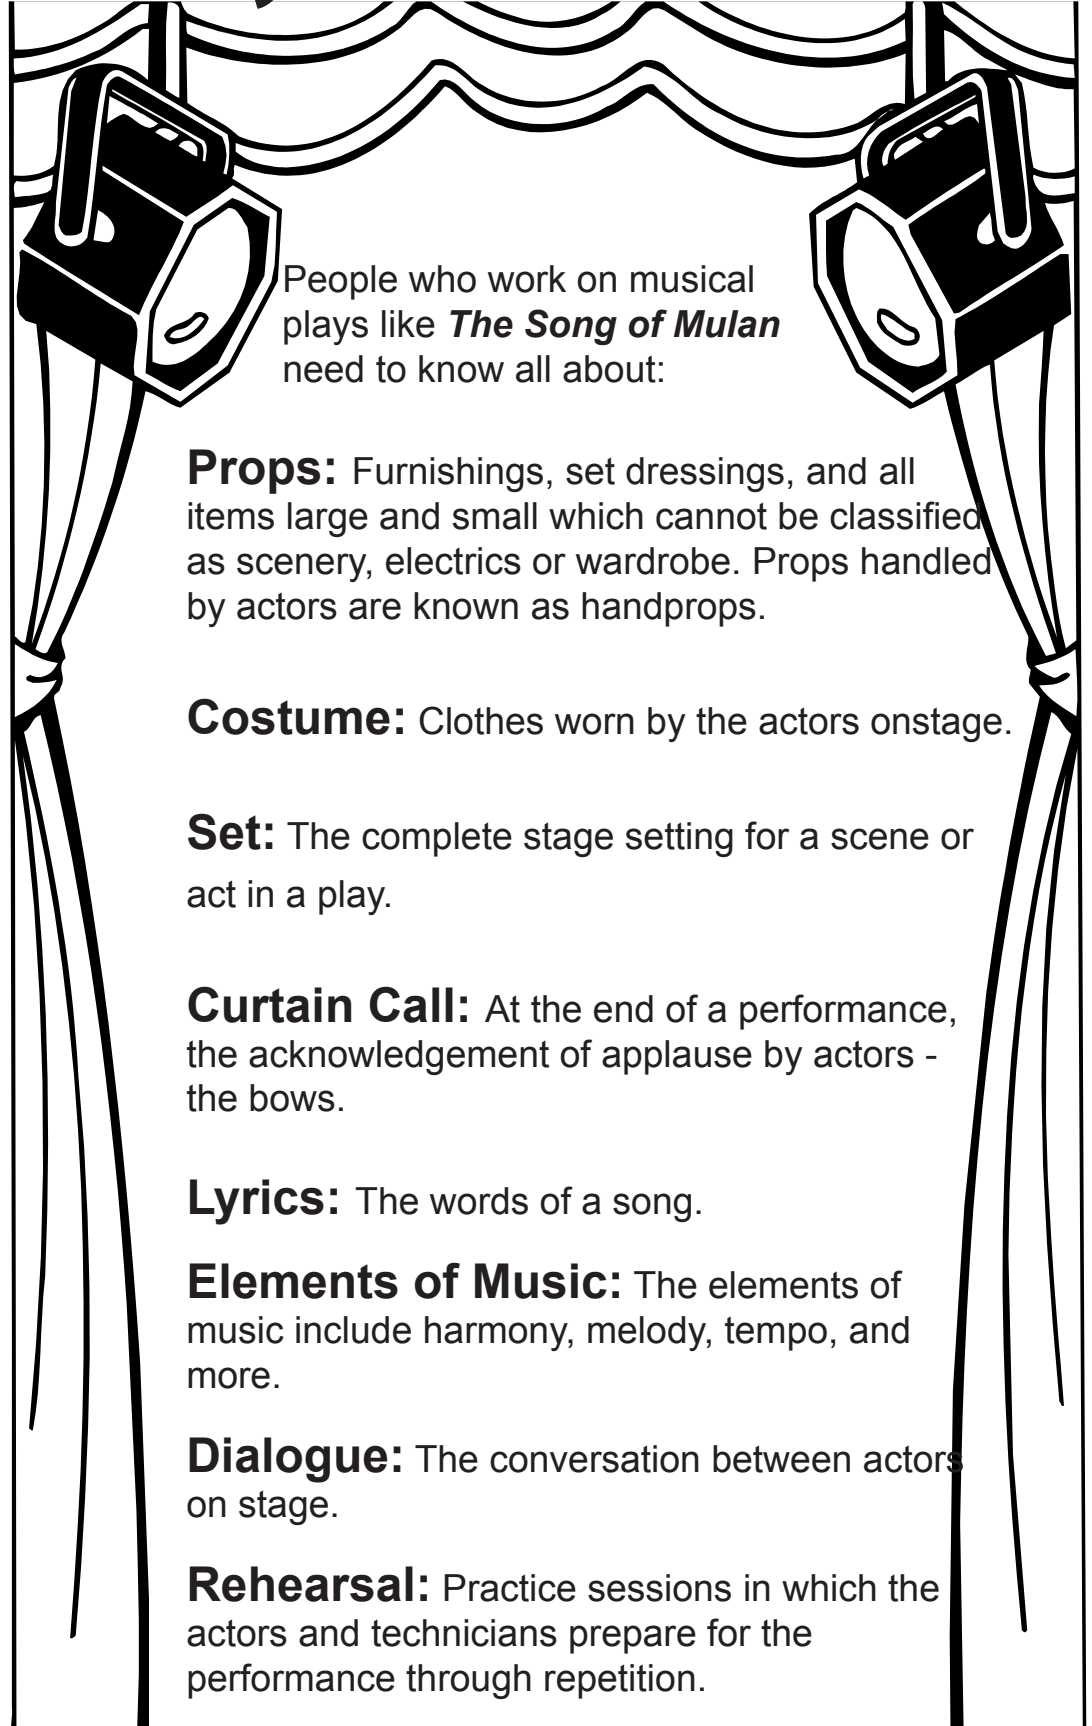 People who work on musical
plays like The Song of Mulan
need to know all about:
Props: Furnishings, set dressings, and all
items large and small which cannot be classified
as scenery, electrics or wardrobe. Props handled
by actors are known as handprops.
Costume: Clothes worn by the actors onstage.
Set: The complete stage setting for a scene or
act in a play.
Curtain Call: At the end of a performance,
the acknowledgement of applause by actors -
the bows.
Lyrics: The words of a song.
Elements of Music: The elements of
music include harmony, melody, tempo, and
more.
Dialogue: The conversation between actors
on stage.
Rehearsal: Practice sessions in which the
actors and technicians prepare for the
performance through repetition.